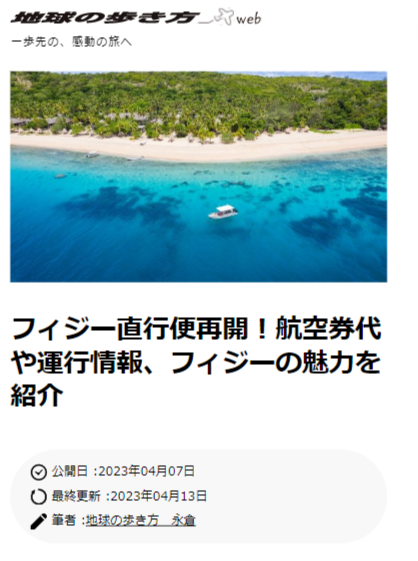 地球の歩き方 web
一歩先の、感動の旅へ
フィジー直行便再開！航空券代
や運行情報、フィジーの魅力を
紹介
公開日 :2023年04月07日
最終更新 :2023年04月13日
筆者 :地球の歩き方　永倉